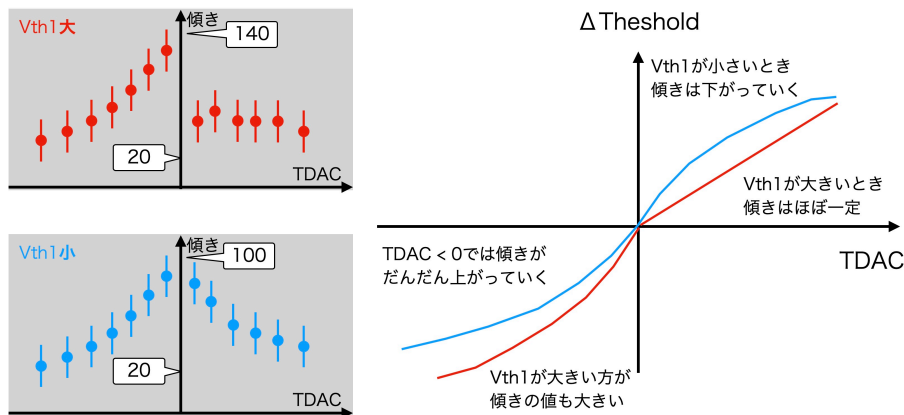 Vth1大
傾き
140
20
TDAC
Vth1小
傾き
100
20
TDAC
Δ Theshold
Vth1が小さいとき
傾きは下がっていく
Vth1が大きいとき
傾きはほぼ一定
TDAC < 0では傾きが
だんだん上がっていく
TDAC
Vth1が大きい方が
傾きの値も大きい